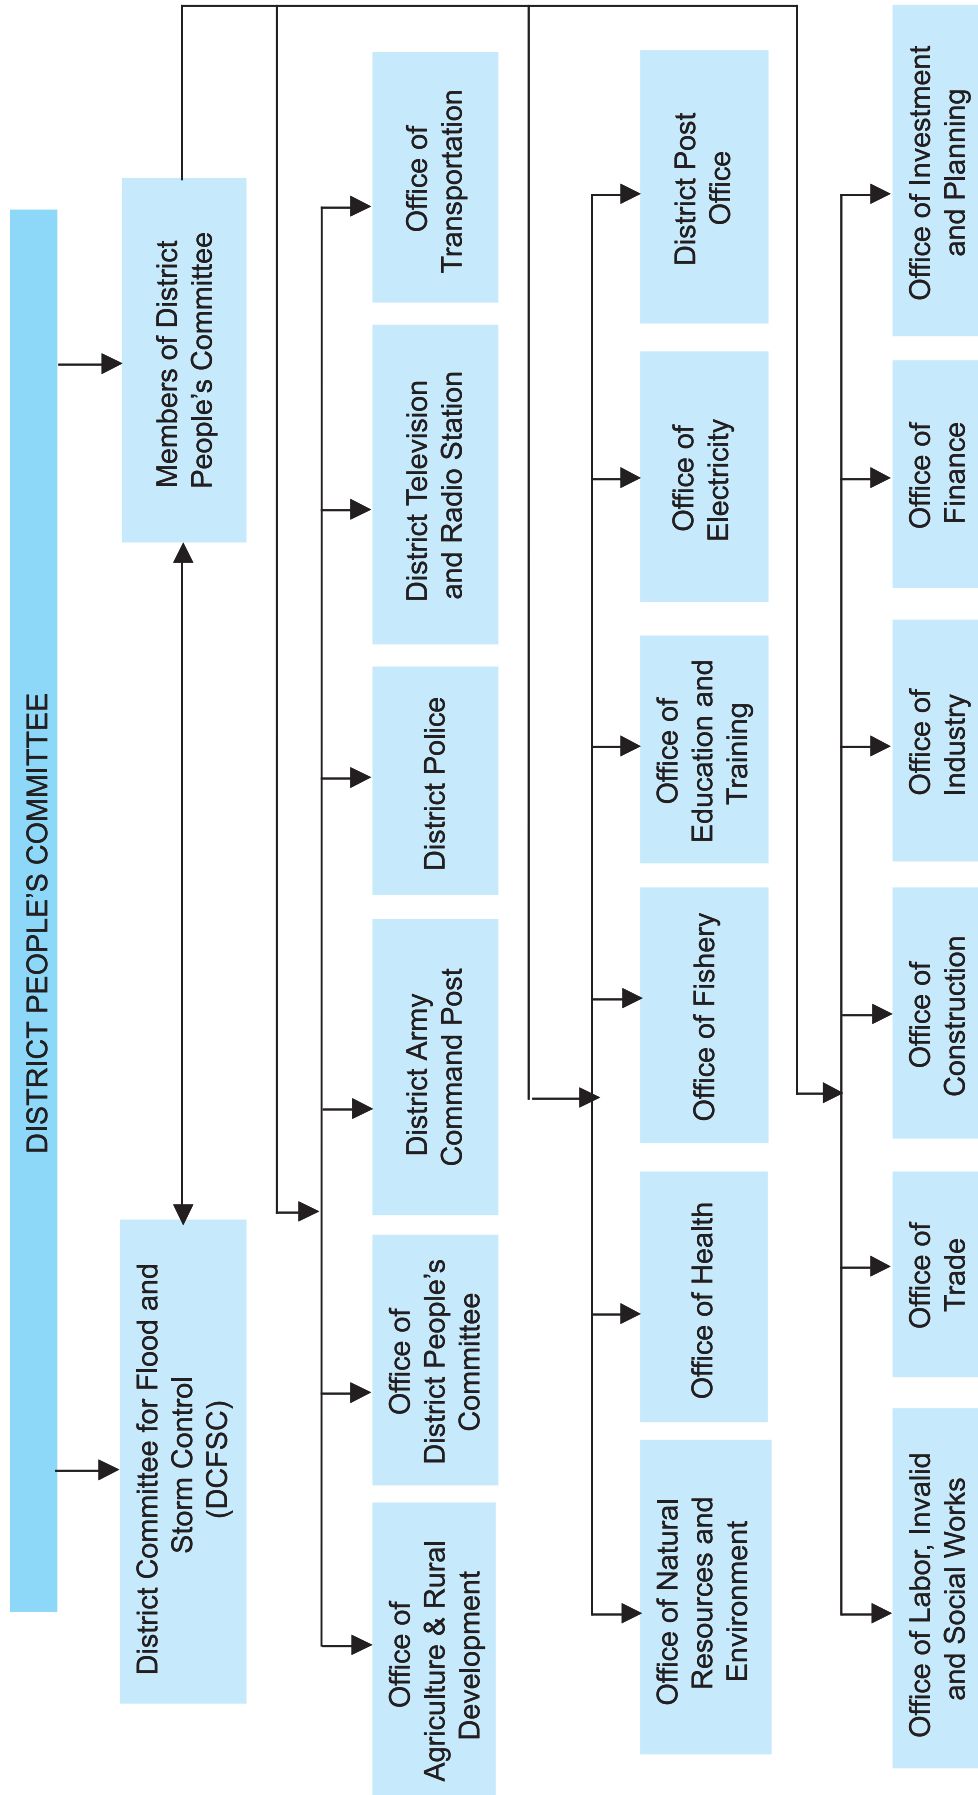 DISTRICT PEOPLE'S COMMITTEE
District Committee for Flood and
Storm Control
(DCFSC)
Members of District
People's Committee
Office of
Agriculture & Rural
Development
Office of
District People's
Committee
District Army
Command Post
District Police
District Television
and Radio Station
Office of
Transportation
Office of Natural
Resources and
Environment
Office of Health
Office of Fishery
Office of
Education and
Training
Office of
Electricity
District Post
Office
Office of Labor, Invalid
and Social Works
Office of
Trade
Office of
Construction
Office of
Industry
Office of
Finance
Office of Investment
and Planning